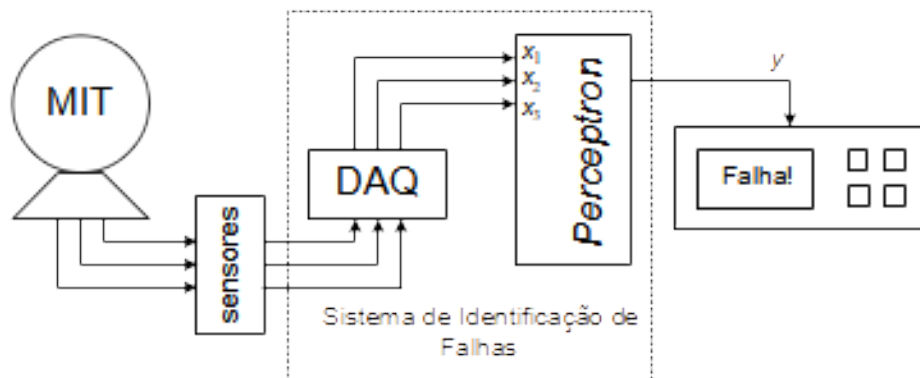 MIT
sensores
DAQ
x1
x2
x3
Perceptron
y
Falha!
Sistema de Identificação de
Falhas